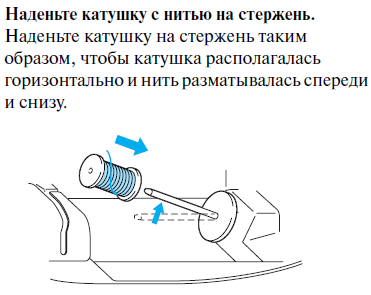 Наденьте катушку с нитью на стержень.
Наденьте катушку на стержень таким
образом, чтобы катушка располагалась
горизонтально и нить разматывалась спереди
и снизу.